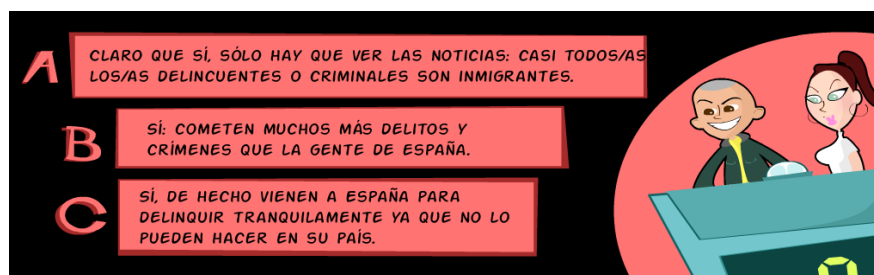 A
CLARO QUE SÍ, SÓLO HAY QUE VER LAS NOTICIAS: CASI TODOS/AS
LOS/AS DELINCUENTES O CRIMINALES SON INMIGRANTES.
B
SÍ: COMETEN MUCHOS MÁS DELITOS Y
CRÍMENES QUE LA GENTE DE ESPAÑA.
C
SÍ, DE HECHO VIENEN A ESPAÑA PARA
DELINQUIR TRANQUILAMENTE YA QUE NO LO
PUEDEN HACER EN SU PAÍS.